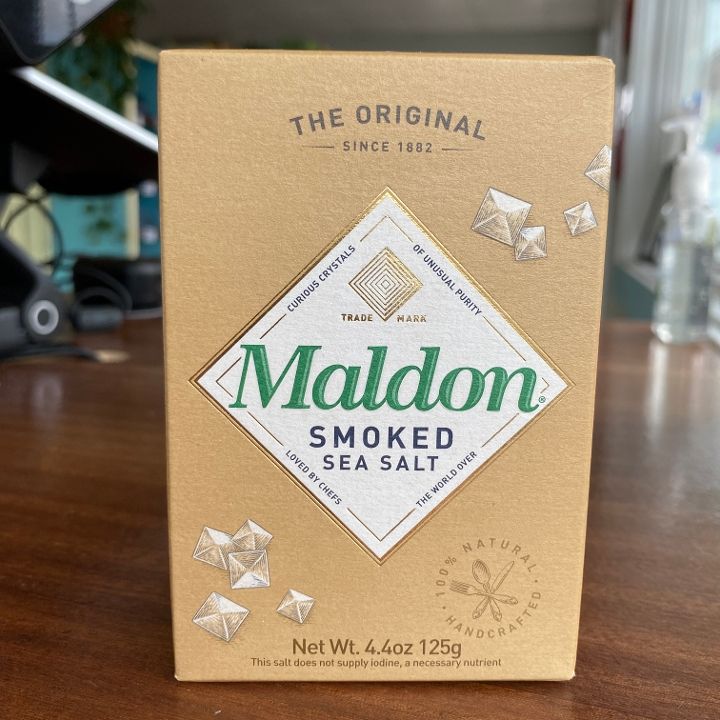 THE ORIGINAL
SINCE 1882
CURIOUS CRYSTALS
OF UNUSUAL PURITY
TRADE MARK
Maldon®
SMOKED
SEA SALT
LOVED BY CHEFS
THE WORLD OVER
100% NATURAL
• HANDCRAFTED •
Net Wt. 4.4oz 125g
This salt does not supply iodine, a necessary nutrient